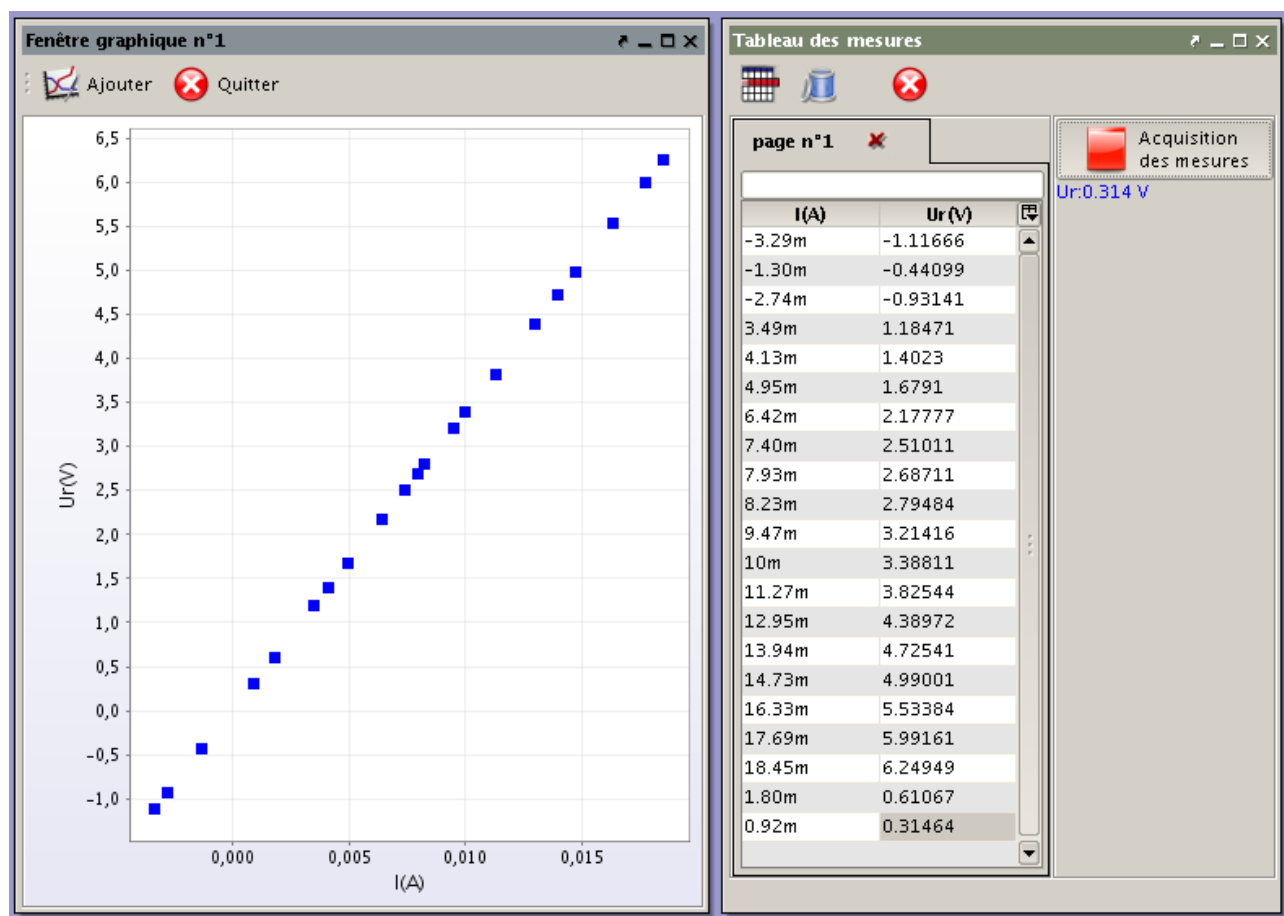 Fenêtre graphique n°1
Ajouter Quitter
6,5
6,0
5,5
5,0
4,5
4,0
3,5
3,0
2,5
2,0
1,5
1,0
0,5
0,0
-0,5
-1,0
Ur(V)
0,000 0,005 0,010 0,015
I(A)
Tableau des mesures
page n°1
I(A) Ur(V)
-3.29m -1.11666
-1.30m -0.44099
-2.74m -0.93141
3.49m 1.18471
4.13m 1.4023
4.95m 1.6791
6.42m 2.17777
7.40m 2.51011
7.93m 2.68711
8.23m 2.79484
9.47m 3.21416
10m 3.38811
11.27m 3.82544
12.95m 4.38972
13.94m 4.72541
14.73m 4.99001
16.33m 5.53384
17.69m 5.99161
18.45m 6.24949
1.80m 0.61067
0.92m 0.31464
Acquisition
des mesures
Ur:0.314 V